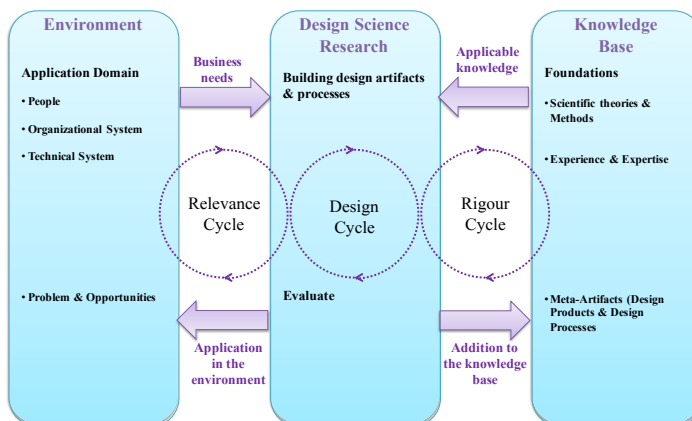 Environment
Application Domain
• People
• Organizational System
• Technical System
• Problem & Opportunities
Business
needs
Relevance
Cycle
Application
in the
environment
Design Science
Research
Building design artifacts
& processes
Design
Cycle
Evaluate
Applicable
knowledge
Rigour
Cycle
Addition to
the knowledge
base
Knowledge
Base
Foundations
• Scientific theories &
Methods
• Experience & Expertise
• Meta-Artifacts (Design
Products & Design
Processes